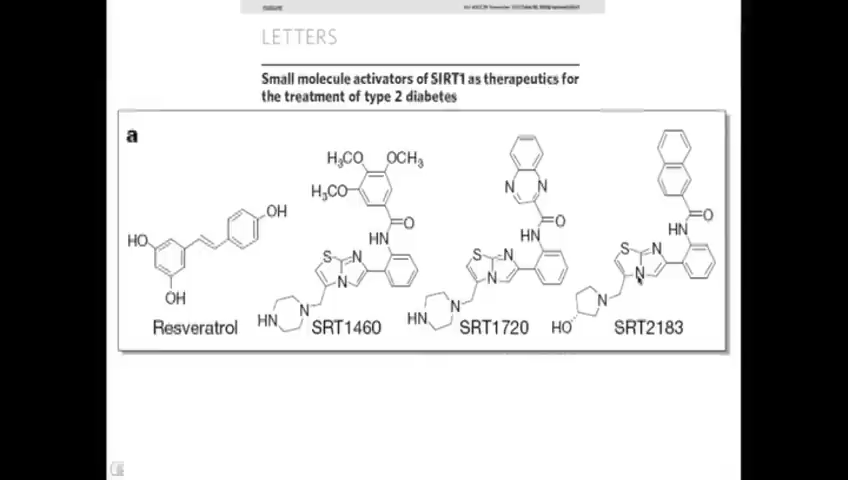 LETTERS
Small molecule activators of SIRT1 as therapeutics for
the treatment of type 2 diabetes
a
H₃CO OCH₃
H₃CO
N N
O O O
HN HN HN
HO OH
S N S N S N
N N N
OH
HN N HN N N
HO
Resveratrol SRT1460 SRT1720 SRT2183